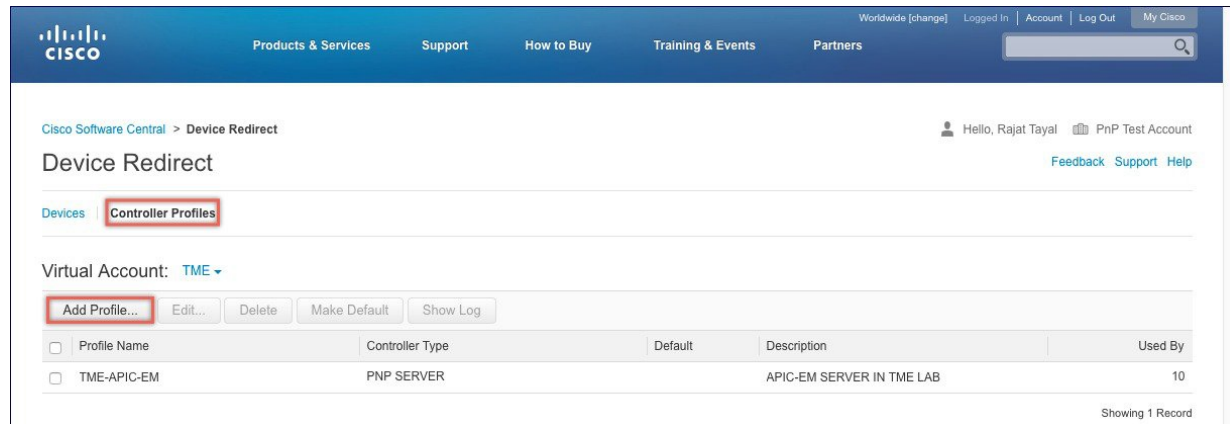 Worldwide [change] Logged In | Account | Log Out My Cisco
CISCO Products & Services Support How to Buy Training & Events Partners
Cisco Software Central > Device Redirect Hello, Rajat Tayal PnP Test Account
Device Redirect Feedback Support Help
Devices Controller Profiles
Virtual Account: TME
Add Profile... Edit... Delete Make Default Show Log
Profile Name Controller Type Default Description Used By
TME-APIC-EM PNP SERVER APIC-EM SERVER IN TME LAB 10
Showing 1 Record